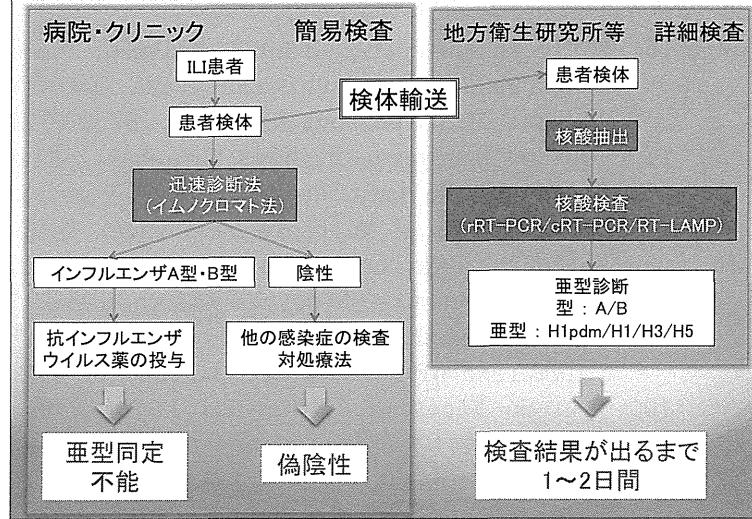 病院・クリニック 簡易検査
ILI患者
患者検体
迅速診断法
(イムノクロマト法)
インフルエンザA型・B型
陰性
抗インフルエンザ
ウイルス薬の投与
他の感染症の検査
対処療法
亜型同定
不能
偽陰性
検体輸送
地方衛生研究所等 詳細検査
患者検体
核酸抽出
核酸検査
(rRT-PCR/cRT-PCR/RT-LAMP)
亜型診断
型：A/B
亜型：H1pdm/H1/H3/H5
検査結果が出るまで
1～2日間